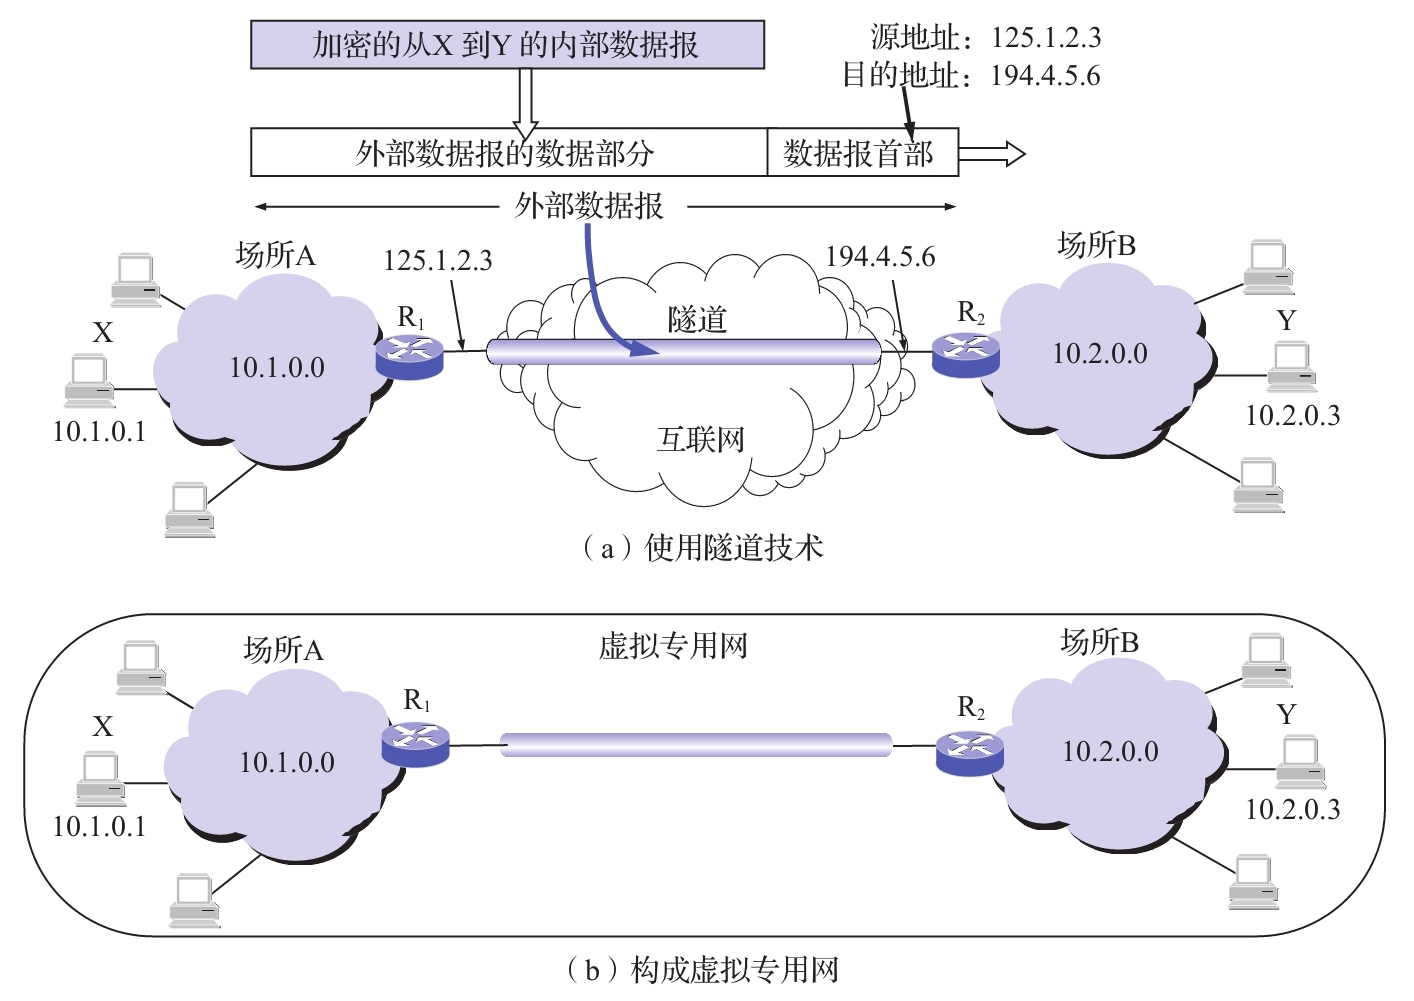 加密的从X 到Y 的内部数据报
源地址：125.1.2.3
目的地址：194.4.5.6
外部数据报的数据部分
数据报首部
外部数据报
场所A
125.1.2.3
194.4.5.6
场所B
X
R1
隧道
R2
Y
10.1.0.0
10.2.0.0
10.1.0.1
互联网
10.2.0.3
（a）使用隧道技术
场所A
虚拟专用网
场所B
X
R1
R2
Y
10.1.0.0
10.2.0.0
10.1.0.1
10.2.0.3
（b）构成虚拟专用网